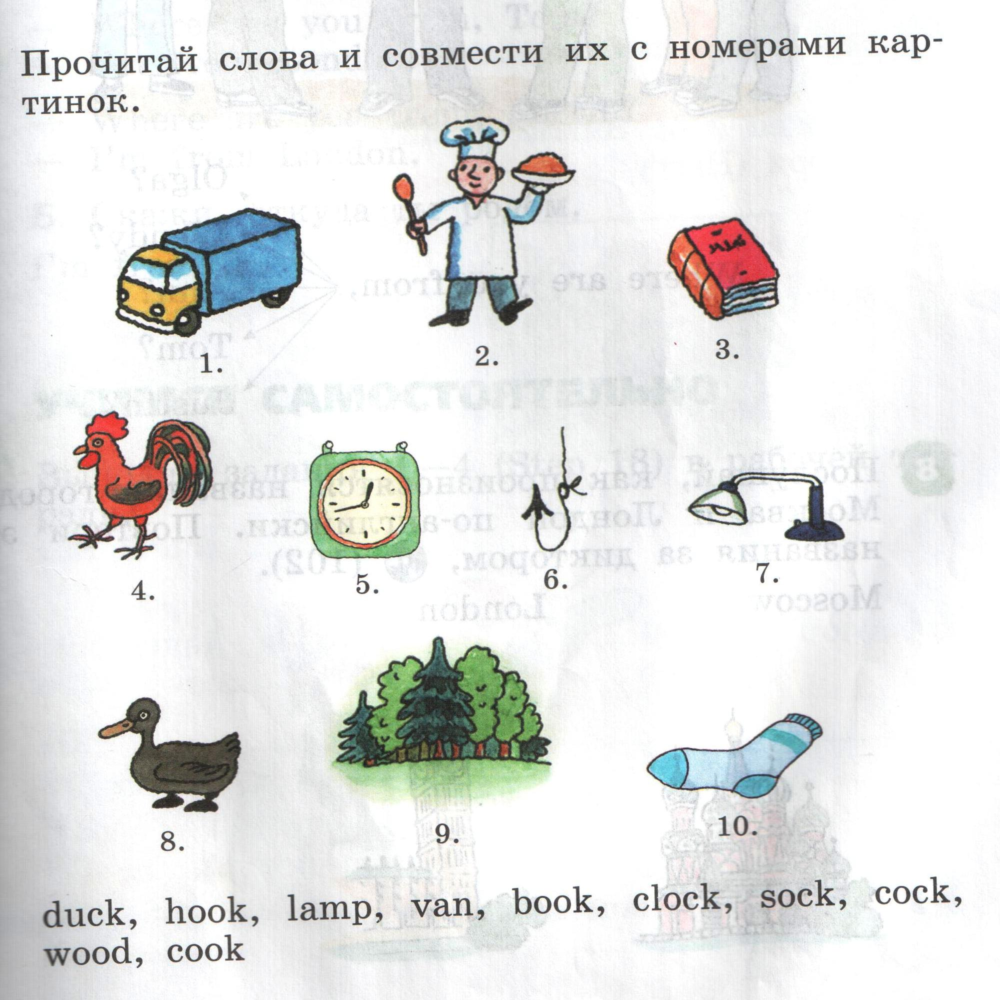 Прочитай слова и совмести их с номерами кар-
тинок.
1.
2.
3.
4.
5.
6.
7.
8.
9.
10.
duck, hook, lamp, van, book, clock, sock, cock,
wood, cook